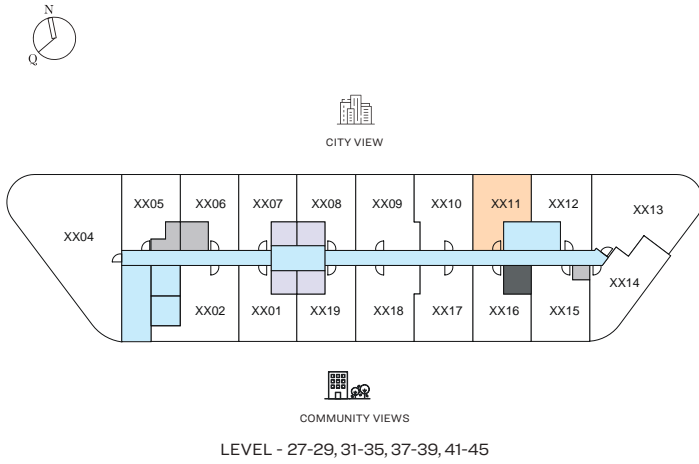 N
Q
CITY VIEW
XX05 XX06 XX07 XX08 XX09 XX10 XX11 XX12 XX13
XX04
XX14
XX02 XX01 XX19 XX18 XX17 XX16 XX15
COMMUNITY VIEWS
LEVEL - 27-29, 31-35, 37-39, 41-45